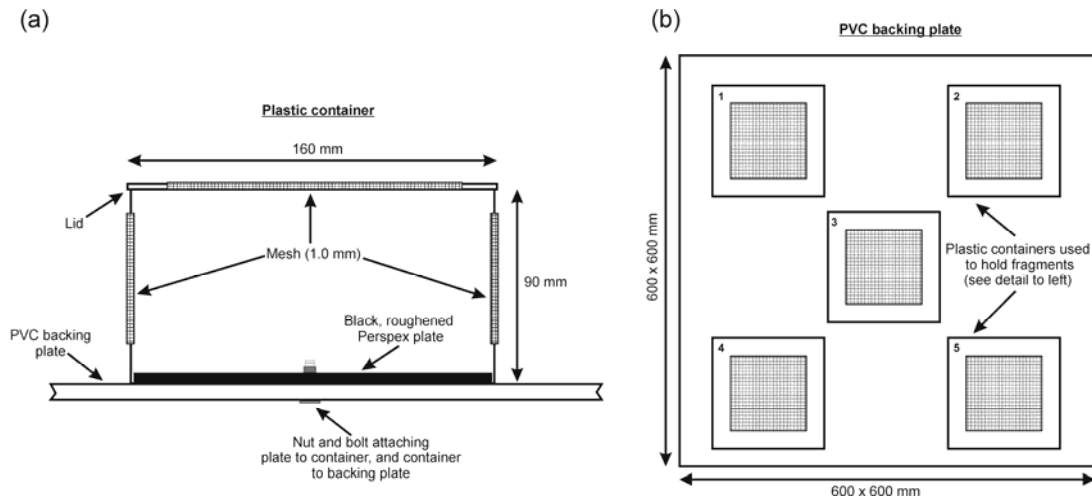 (a)
Plastic container
160 mm
Lid
Mesh (1.0 mm)
90 mm
Black, roughened
Perspex plate
PVC backing
plate
Nut and bolt attaching
plate to container, and container
to backing plate
(b)
PVC backing plate
600 x 600 mm
1
2
3
Plastic containers used
to hold fragments
(see detail to left)
4
5
600 x 600 mm